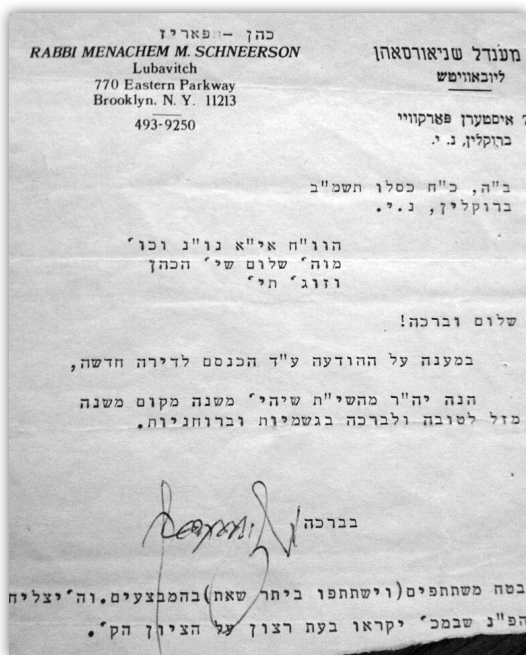 כהן - פאריז
RABBI MENACHEM M. SCHNEERSON
Lubavitch
770 Eastern Parkway
Brooklyn. N. Y. 11213
493-9250
מענדל שניאורסאהן
ליובאוויטש
איסטערן פארקוויי
ברוקלין, נ. י.
ב"ה, כ"ח כסלו תשמ"ב
ברוקלין, נ.י.
הוו"ח אי"א נו"נ וכו'
מוה' שלום שי' הכהן
וזוג' תי'
שלום וברכה!
במענה על ההודעה ע"ד הכנסם לדירה חדשה,
הנה יה"ר מהשי"ת שיהי' משנה מקום משנה
מזל לטובה ולברכה בגשמיות וברוחניות.
בברכה
בטח משתתפים(וישתתפו ביתר שאת)בהמבצעים.וה'יצליח
הפ"נ שבמכ' יקראו בעת רצון על הציון הק'.